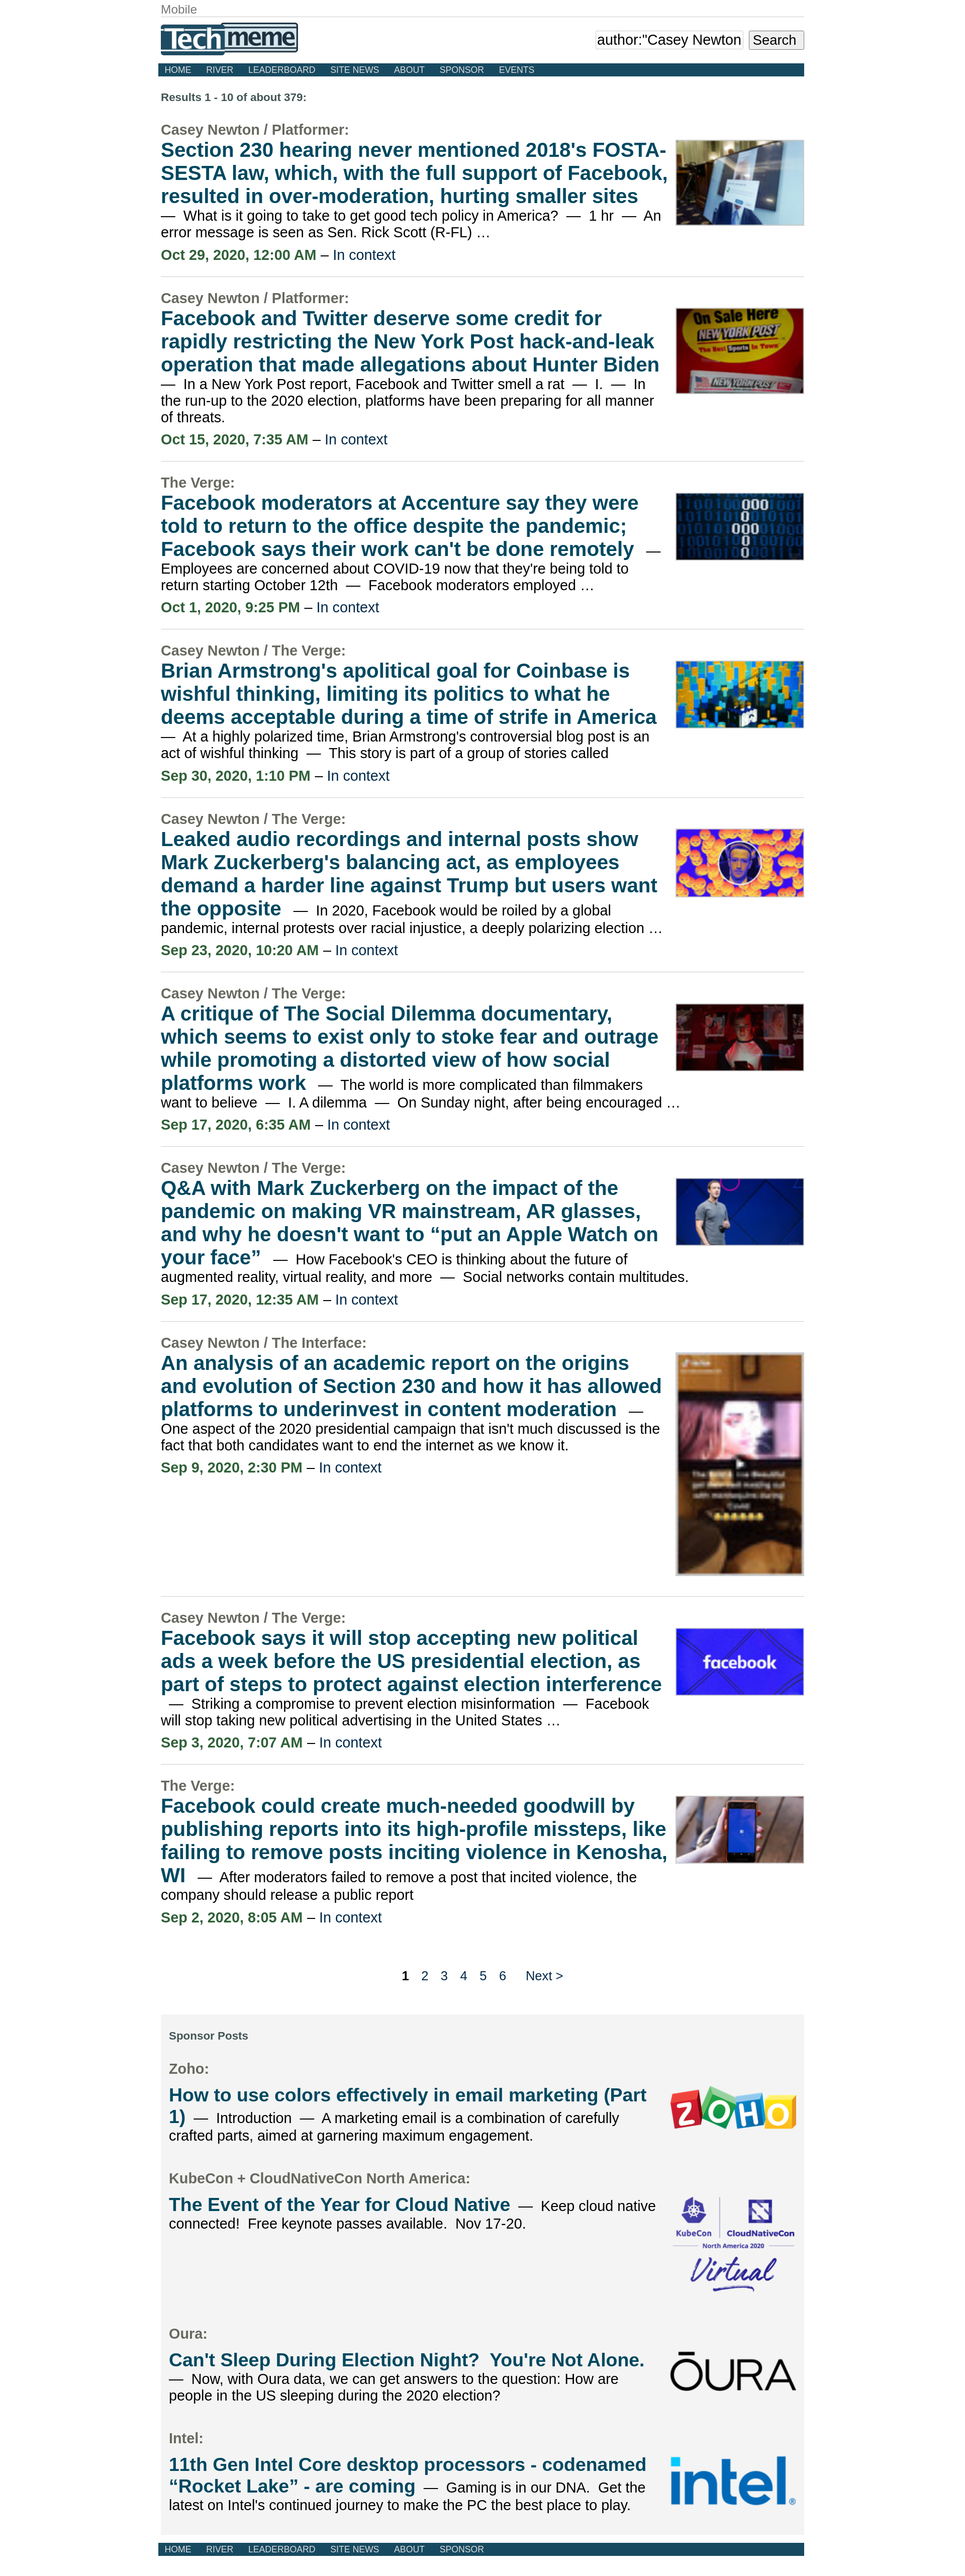 Mobile
Techmeme
author:"Casey Newton
Search
HOME RIVER LEADERBOARD SITE NEWS ABOUT SPONSOR EVENTS
Results 1 - 10 of about 379:
Casey Newton / Platformer:
Section 230 hearing never mentioned 2018's FOSTA-
SESTA law, which, with the full support of Facebook,
resulted in over-moderation, hurting smaller sites
— What is it going to take to get good tech policy in America? — 1 hr — An
error message is seen as Sen. Rick Scott (R-FL) …
Oct 29, 2020, 12:00 AM – In context
Casey Newton / Platformer:
Facebook and Twitter deserve some credit for
rapidly restricting the New York Post hack-and-leak
operation that made allegations about Hunter Biden
— In a New York Post report, Facebook and Twitter smell a rat — I. — In
the run-up to the 2020 election, platforms have been preparing for all manner
of threats.
Oct 15, 2020, 7:35 AM – In context
On Sale Here
NEW YORK POST
The Best Sports In Town
NEW YORK POST
The Verge:
Facebook moderators at Accenture say they were
told to return to the office despite the pandemic;
Facebook says their work can't be done remotely —
Employees are concerned about COVID-19 now that they're being told to
return starting October 12th — Facebook moderators employed …
Oct 1, 2020, 9:25 PM – In context
Casey Newton / The Verge:
Brian Armstrong's apolitical goal for Coinbase is
wishful thinking, limiting its politics to what he
deems acceptable during a time of strife in America
— At a highly polarized time, Brian Armstrong's controversial blog post is an
act of wishful thinking — This story is part of a group of stories called
Sep 30, 2020, 1:10 PM – In context
Casey Newton / The Verge:
Leaked audio recordings and internal posts show
Mark Zuckerberg's balancing act, as employees
demand a harder line against Trump but users want
the opposite — In 2020, Facebook would be roiled by a global
pandemic, internal protests over racial injustice, a deeply polarizing election …
Sep 23, 2020, 10:20 AM – In context
Casey Newton / The Verge:
A critique of The Social Dilemma documentary,
which seems to exist only to stoke fear and outrage
while promoting a distorted view of how social
platforms work — The world is more complicated than filmmakers
want to believe — I. A dilemma — On Sunday night, after being encouraged …
Sep 17, 2020, 6:35 AM – In context
Casey Newton / The Verge:
Q&A with Mark Zuckerberg on the impact of the
pandemic on making VR mainstream, AR glasses,
and why he doesn't want to “put an Apple Watch on
your face” — How Facebook's CEO is thinking about the future of
augmented reality, virtual reality, and more — Social networks contain multitudes.
Sep 17, 2020, 12:35 AM – In context
Casey Newton / The Interface:
An analysis of an academic report on the origins
and evolution of Section 230 and how it has allowed
platforms to underinvest in content moderation —
One aspect of the 2020 presidential campaign that isn't much discussed is the
fact that both candidates want to end the internet as we know it.
Sep 9, 2020, 2:30 PM – In context
Casey Newton / The Verge:
Facebook says it will stop accepting new political
ads a week before the US presidential election, as
part of steps to protect against election interference
— Striking a compromise to prevent election misinformation — Facebook
will stop taking new political advertising in the United States …
Sep 3, 2020, 7:07 AM – In context
facebook
The Verge:
Facebook could create much-needed goodwill by
publishing reports into its high-profile missteps, like
failing to remove posts inciting violence in Kenosha,
WI — After moderators failed to remove a post that incited violence, the
company should release a public report
Sep 2, 2020, 8:05 AM – In context
1 2 3 4 5 6 Next >
Sponsor Posts
Zoho:
How to use colors effectively in email marketing (Part
1) — Introduction — A marketing email is a combination of carefully
crafted parts, aimed at garnering maximum engagement.
ZOHO
KubeCon + CloudNativeCon North America:
The Event of the Year for Cloud Native — Keep cloud native
connected! Free keynote passes available. Nov 17-20.
KubeCon CloudNativeCon
North America 2020
Virtual
Oura:
Can't Sleep During Election Night? You're Not Alone.
— Now, with Oura data, we can get answers to the question: How are
people in the US sleeping during the 2020 election?
ŌURA
Intel:
11th Gen Intel Core desktop processors - codenamed
“Rocket Lake” - are coming — Gaming is in our DNA. Get the
latest on Intel's continued journey to make the PC the best place to play.
intel®
HOME RIVER LEADERBOARD SITE NEWS ABOUT SPONSOR